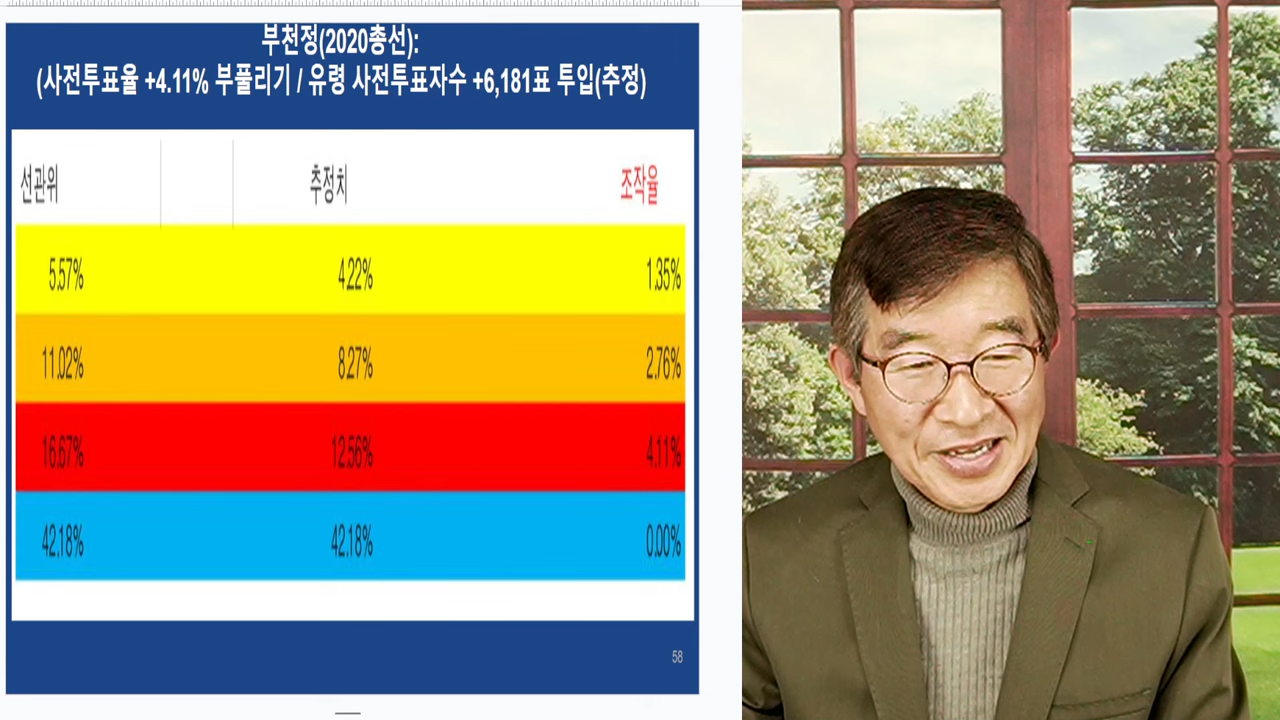 부천정(2020총선):
(사전투표율 +4.11% 부풀리기 / 유령 사전투표자수 +6,181표 투입(추정)
선관위 추정치 조작율
5.57% 4.22% 1.35%
11.02% 8.27% 2.76%
16.67% 12.56% 4.11%
42.18% 42.18% 0.00%
58